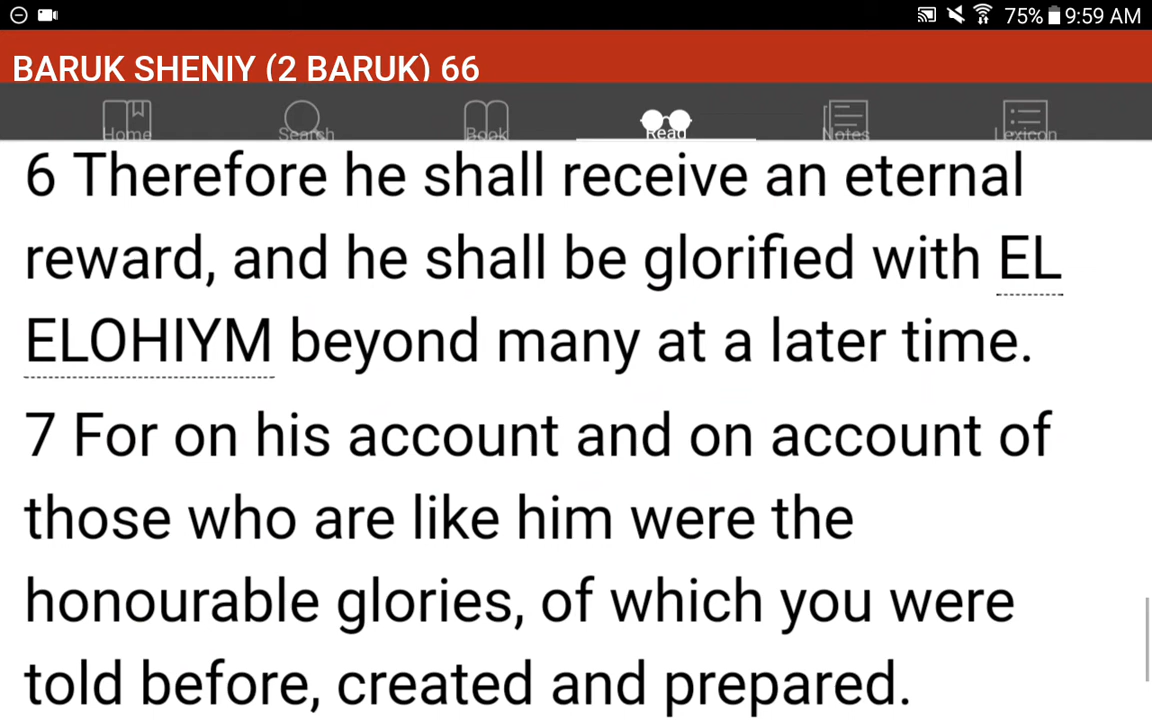 75% 9:59 AM
BARUK SHENIY (2 BARUK) 66
Home Search Book Read Notes Lexicon
6 Therefore he shall receive an eternal
reward, and he shall be glorified with EL
ELOHIYM beyond many at a later time.
7 For on his account and on account of
those who are like him were the
honourable glories, of which you were
told before, created and prepared.